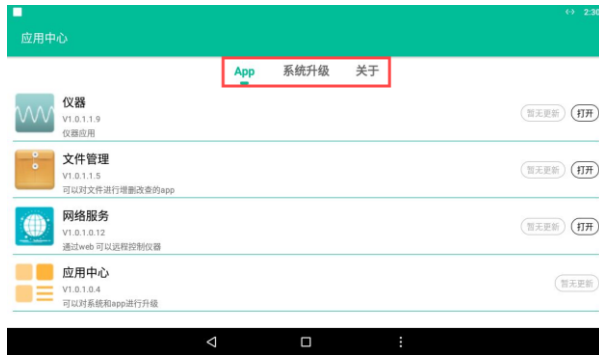 2:30
应用中心
App 系统升级 关于
仪器
V1.0.1.1.9
仪器应用
暂无更新 打开
文件管理
V1.0.1.1.5
可以对文件进行增删改查的app
暂无更新 打开
网络服务
V1.0.1.0.12
通过web 可以远程控制仪器
暂无更新 打开
应用中心
V1.0.1.0.4
可以对系统和app进行升级
暂无更新